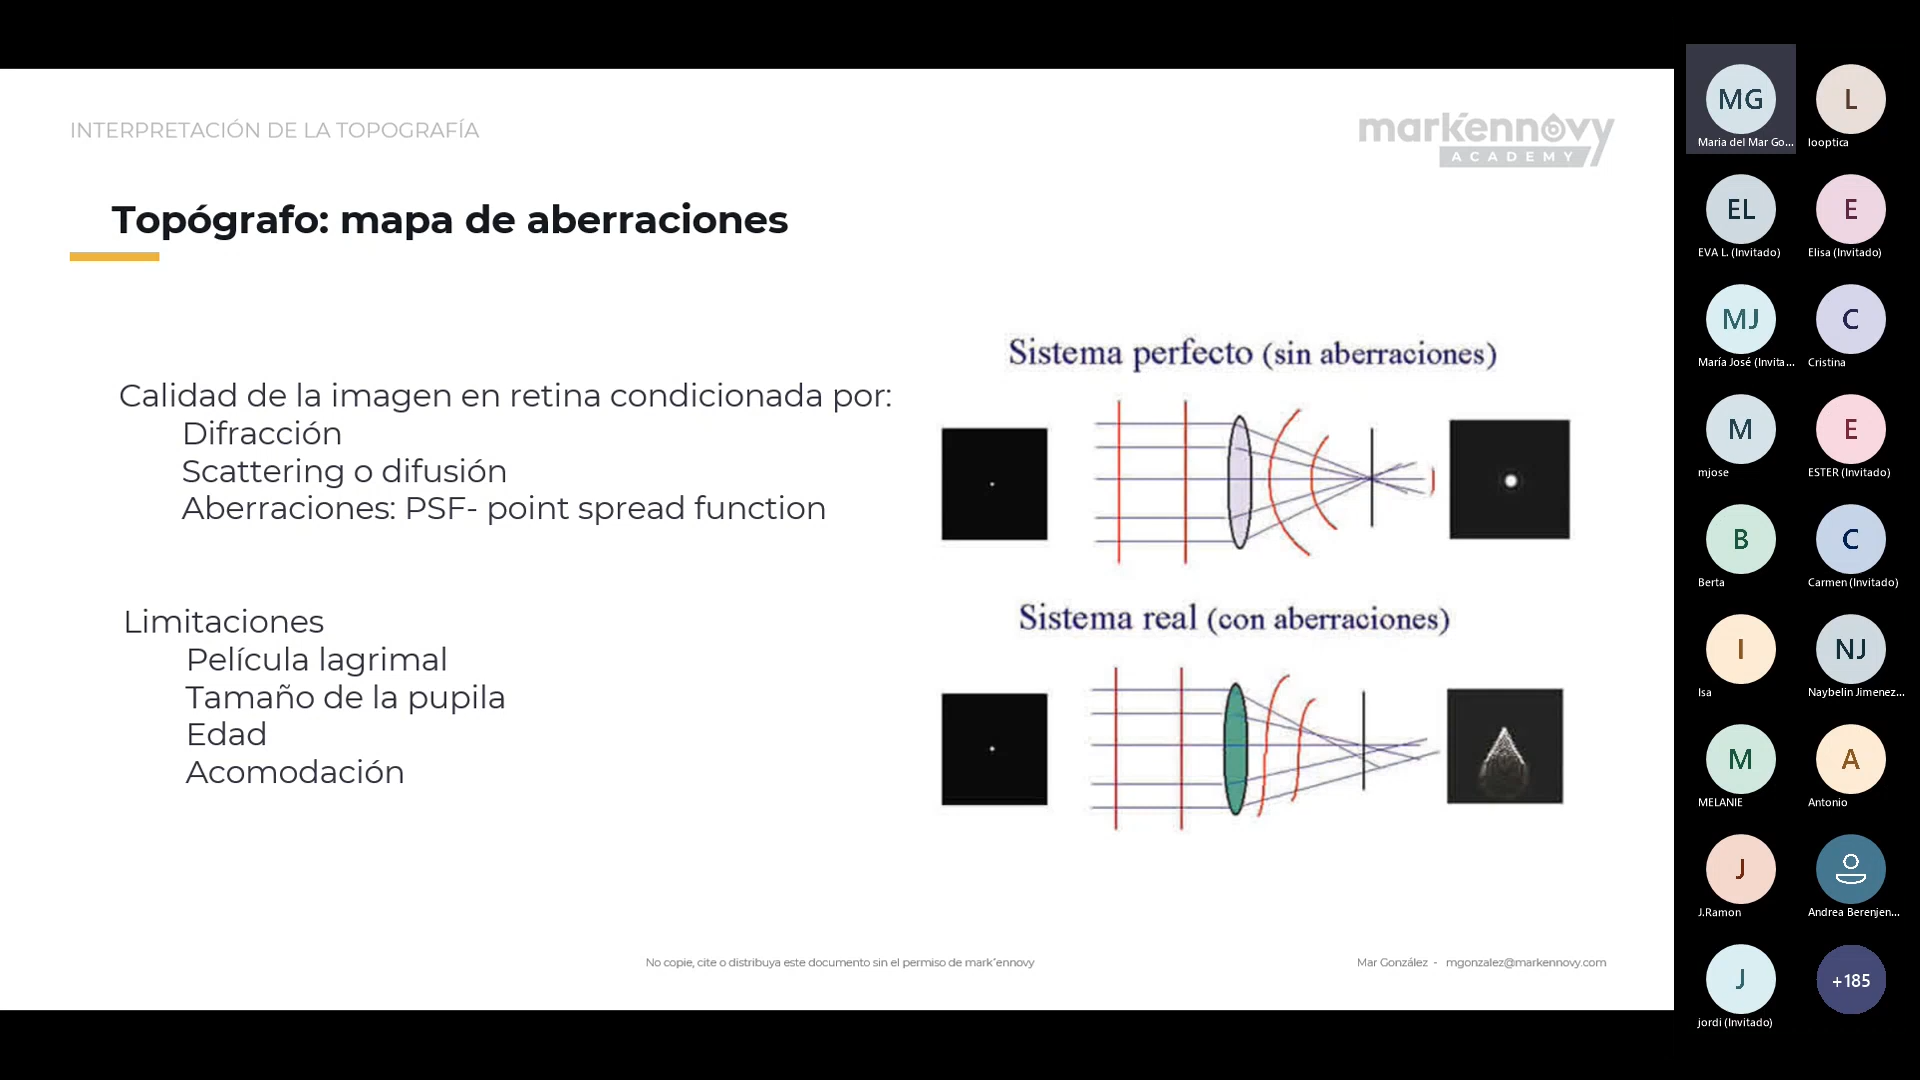 INTERPRETACIÓN DE LA TOPOGRAFÍA
mark'ennovy
ACADEMY
Topógrafo: mapa de aberraciones
Calidad de la imagen en retina condicionada por:
Difracción
Scattering o difusión
Aberraciones: PSF- point spread function
Limitaciones
Película lagrimal
Tamaño de la pupila
Edad
Acomodación
Sistema perfecto (sin aberraciones)
Sistema real (con aberraciones)
No copie, cite o distribuya este documento sin el permiso de mark'ennovy
Mar González - mgonzalez@markennovy.com
MG
Maria del Mar Go...
L
looptica
EL
EVA L. (Invitado)
E
Elisa (Invitado)
MJ
María José (Invita...
C
Cristina
M
mjose
E
ESTER (Invitado)
B
Berta
C
Carmen (Invitado)
I
Isa
NJ
Naybelin Jimenez...
M
MELANIE
A
Antonio
J
J.Ramon
Andrea Berenjen...
J
jordi (Invitado)
+185